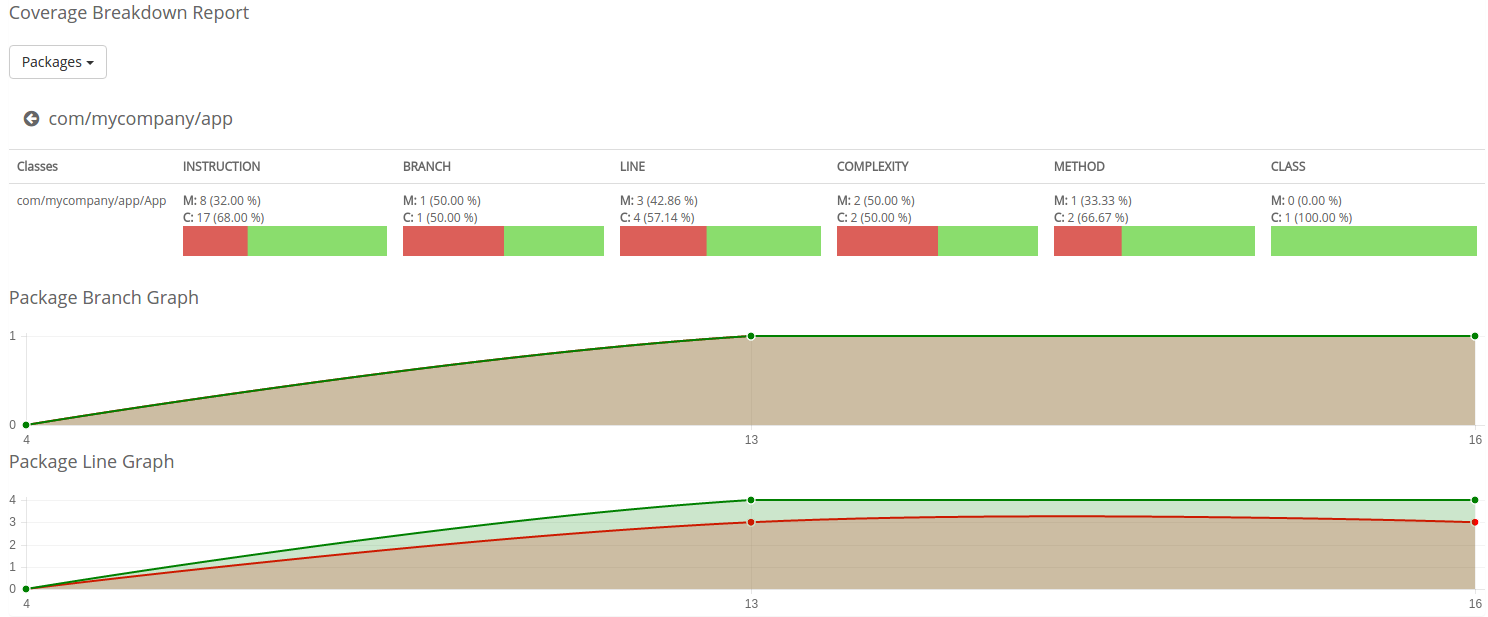 Coverage Breakdown Report
Packages
com/mycompany/app
Classes INSTRUCTION BRANCH LINE COMPLEXITY METHOD CLASS
com/mycompany/app/App M: 8 (32.00 %) M: 1 (50.00 %) M: 3 (42.86 %) M: 2 (50.00 %) M: 1 (33.33 %) M: 0 (0.00 %)
C: 17 (68.00 %) C: 1 (50.00 %) C: 4 (57.14 %) C: 2 (50.00 %) C: 2 (66.67 %) C: 1 (100.00 %)
Package Branch Graph
1
0
4 13 16
Package Line Graph
4
3
2
1
0
4 13 16